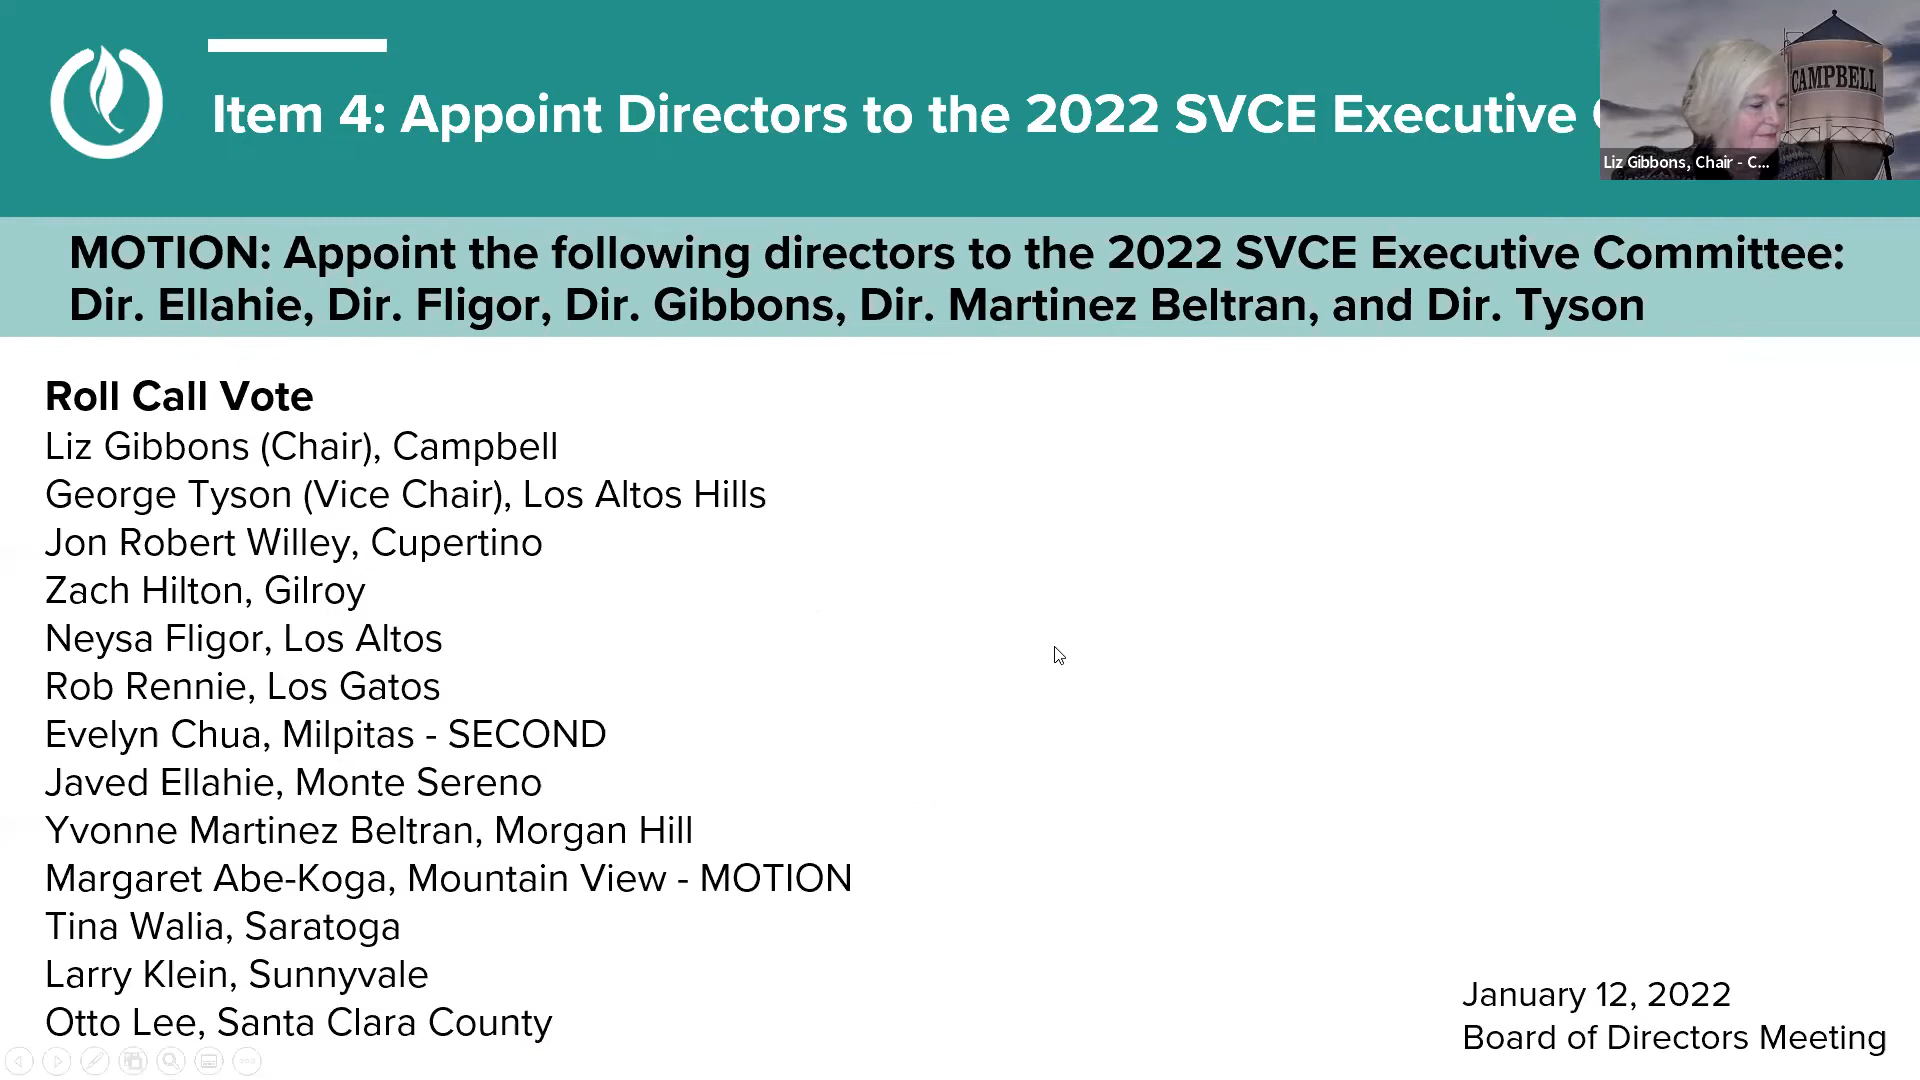 Item 4: Appoint Directors to the 2022 SVCE Executive
CAMPBELL
Liz Gibbons, Chair - C...
MOTION: Appoint the following directors to the 2022 SVCE Executive Committee:
Dir. Ellahie, Dir. Fligor, Dir. Gibbons, Dir. Martinez Beltran, and Dir. Tyson
Roll Call Vote
Liz Gibbons (Chair), Campbell
George Tyson (Vice Chair), Los Altos Hills
Jon Robert Willey, Cupertino
Zach Hilton, Gilroy
Neysa Fligor, Los Altos
Rob Rennie, Los Gatos
Evelyn Chua, Milpitas - SECOND
Javed Ellahie, Monte Sereno
Yvonne Martinez Beltran, Morgan Hill
Margaret Abe-Koga, Mountain View - MOTION
Tina Walia, Saratoga
Larry Klein, Sunnyvale
Otto Lee, Santa Clara County
January 12, 2022
Board of Directors Meeting